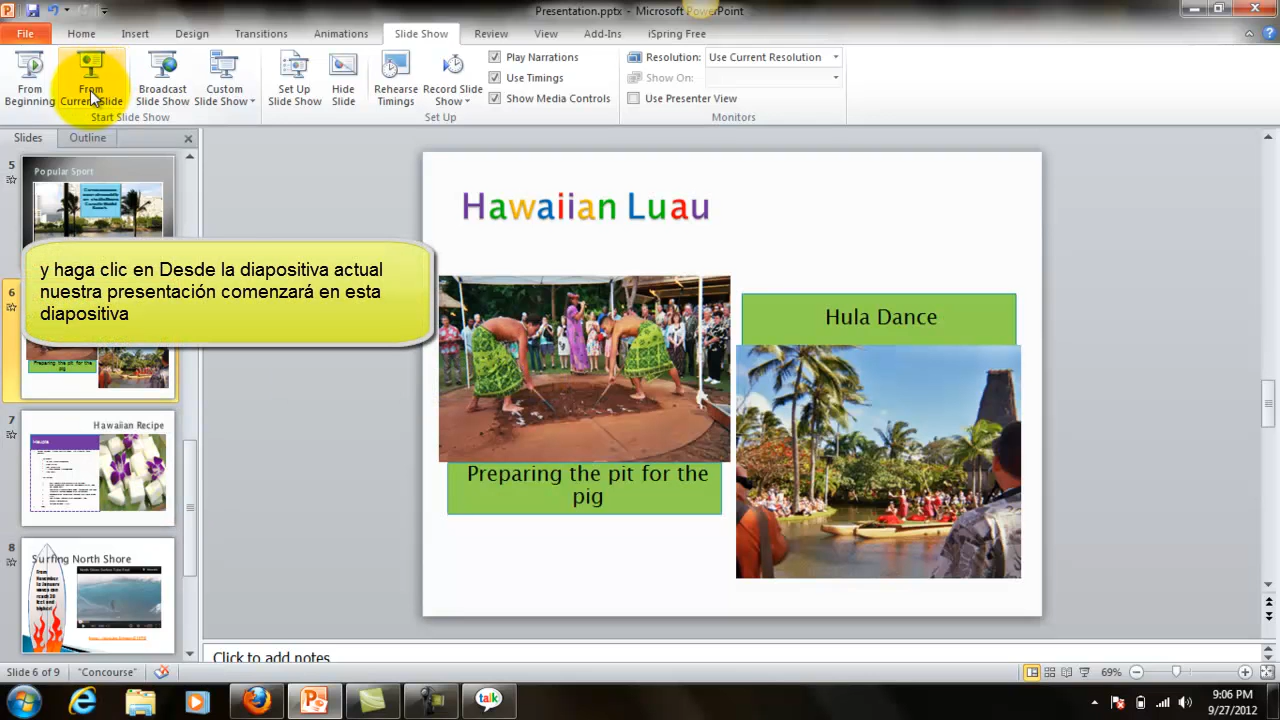 Presentation.pptx - Microsoft PowerPoint
File Home Insert Design Transitions Animations Slide Show Review View Add-Ins iSpring Free
From Beginning
From Current Slide
Broadcast Slide Show
Custom Slide Show
Set Up Slide Show
Hide Slide
Rehearse Timings
Record Slide Show
Play Narrations
Use Timings
Show Media Controls
Resolution: Use Current Resolution
Show On:
Use Presenter View
Start Slide Show
Set Up
Monitors
Slides Outline
5
Popular Sport
y haga clic en Desde la diapositiva actual
nuestra presentación comenzará en esta
diapositiva
6
Preparing the pit for the
pig
7
Hawaiian Recipe
8
Surfing North Shore
Hawaiian Luau
Hula Dance
Preparing the pit for the
pig
Click to add notes
Slide 6 of 9 "Concourse" 69%
talk
9:06 PM
9/27/2012